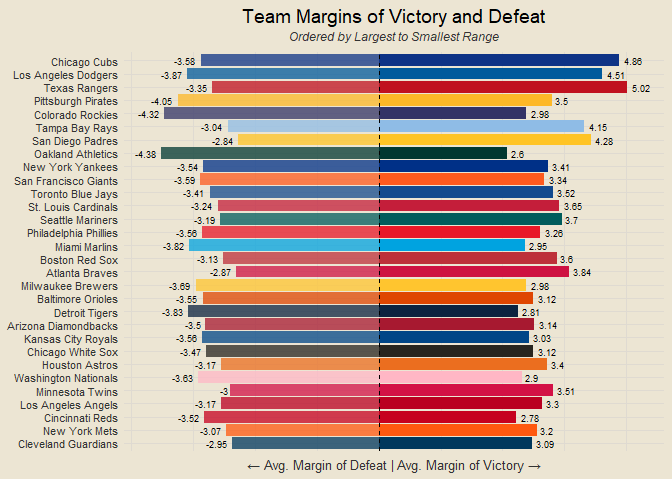 Team Margins of Victory and Defeat
Ordered by Largest to Smallest Range
Chicago Cubs -3.58 4.86
Los Angeles Dodgers -3.87 4.51
Texas Rangers -3.35 5.02
Pittsburgh Pirates -4.05 3.5
Colorado Rockies -4.32 2.98
Tampa Bay Rays -3.04 4.15
San Diego Padres -2.84 4.28
Oakland Athletics -4.38 2.6
New York Yankees -3.54 3.41
San Francisco Giants -3.59 3.34
Toronto Blue Jays -3.41 3.52
St. Louis Cardinals -3.24 3.65
Seattle Mariners -3.19 3.7
Philadelphia Phillies -3.56 3.26
Miami Marlins -3.82 2.95
Boston Red Sox -3.13 3.6
Atlanta Braves -2.87 3.84
Milwaukee Brewers -3.69 2.98
Baltimore Orioles -3.55 3.12
Detroit Tigers -3.83 2.81
Arizona Diamondbacks -3.5 3.14
Kansas City Royals -3.56 3.03
Chicago White Sox -3.47 3.12
Houston Astros -3.17 3.4
Washington Nationals -3.63 2.9
Minnesota Twins -3 3.51
Los Angeles Angels -3.17 3.3
Cincinnati Reds -3.52 2.78
New York Mets -3.07 3.2
Cleveland Guardians -2.95 3.09
← Avg. Margin of Defeat | Avg. Margin of Victory →